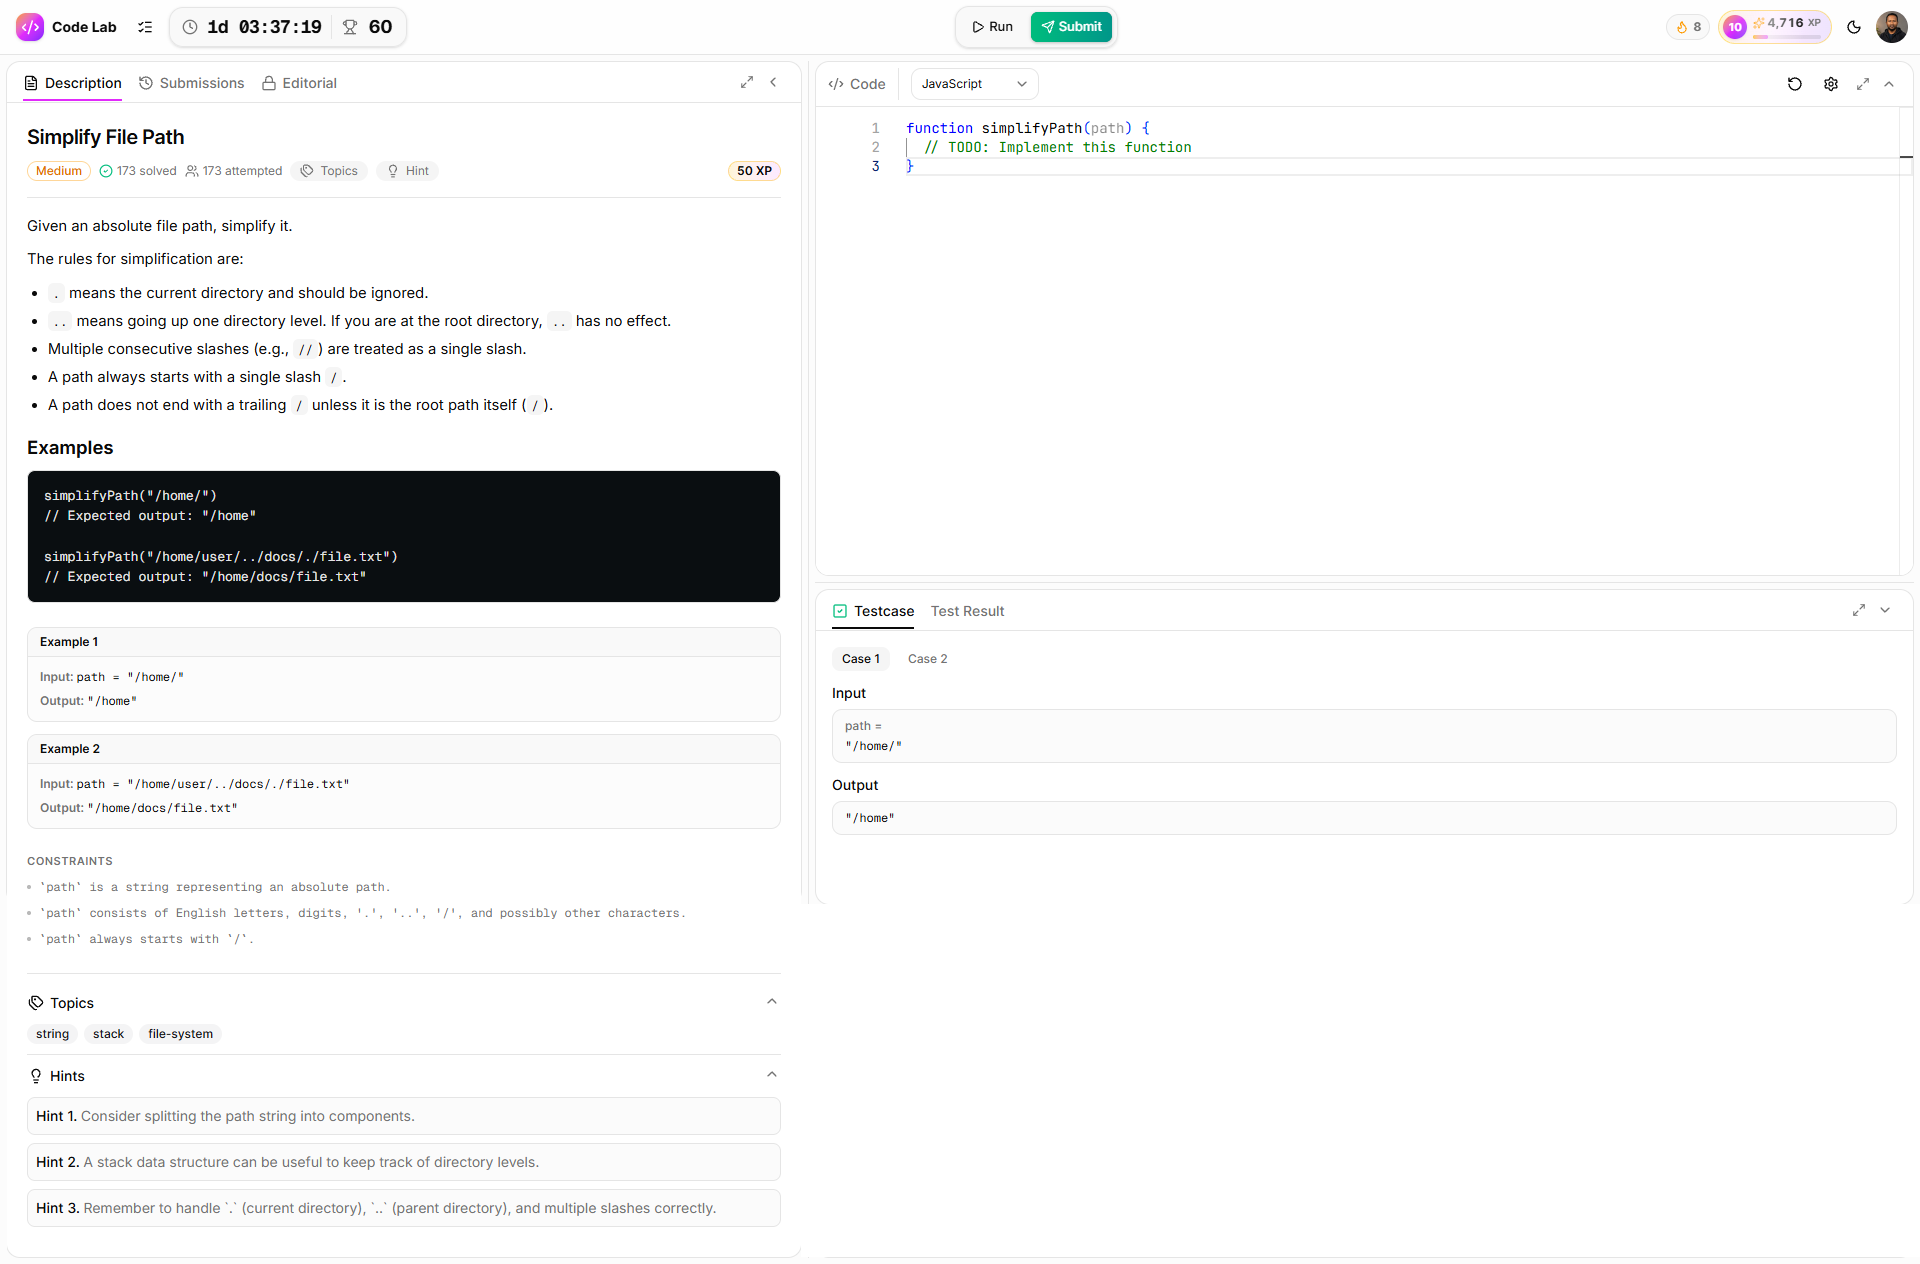 Code Lab
1d 03:37:19
60
Run
Submit
8
10
4,716 XP
Description
Submissions
Editorial
Simplify File Path
Medium
173 solved
173 attempted
Topics
Hint
50 XP
Given an absolute file path, simplify it.
The rules for simplification are:
• . means the current directory and should be ignored.
• .. means going up one directory level. If you are at the root directory, .. has no effect.
• Multiple consecutive slashes (e.g., //) are treated as a single slash.
• A path always starts with a single slash /.
• A path does not end with a trailing / unless it is the root path itself (/).
Examples
simplifyPath("/home/")
// Expected output: "/home"
simplifyPath("/home/user/../docs/./file.txt")
// Expected output: "/home/docs/file.txt"
Example 1
Input: path = "/home/"
Output: "/home"
Example 2
Input: path = "/home/user/../docs/./file.txt"
Output: "/home/docs/file.txt"
CONSTRAINTS
• `path` is a string representing an absolute path.
• `path` consists of English letters, digits, '.', '..', '/', and possibly other characters.
• `path` always starts with `/`.
Topics
string
stack
file-system
Hints
Hint 1. Consider splitting the path string into components.
Hint 2. A stack data structure can be useful to keep track of directory levels.
Hint 3. Remember to handle `.` (current directory), `..` (parent directory), and multiple slashes correctly.
</> Code
JavaScript
1 function simplifyPath(path) {
2 // TODO: Implement this function
3 }
Testcase
Test Result
Case 1
Case 2
Input
path =
"/home/"
Output
"/home"